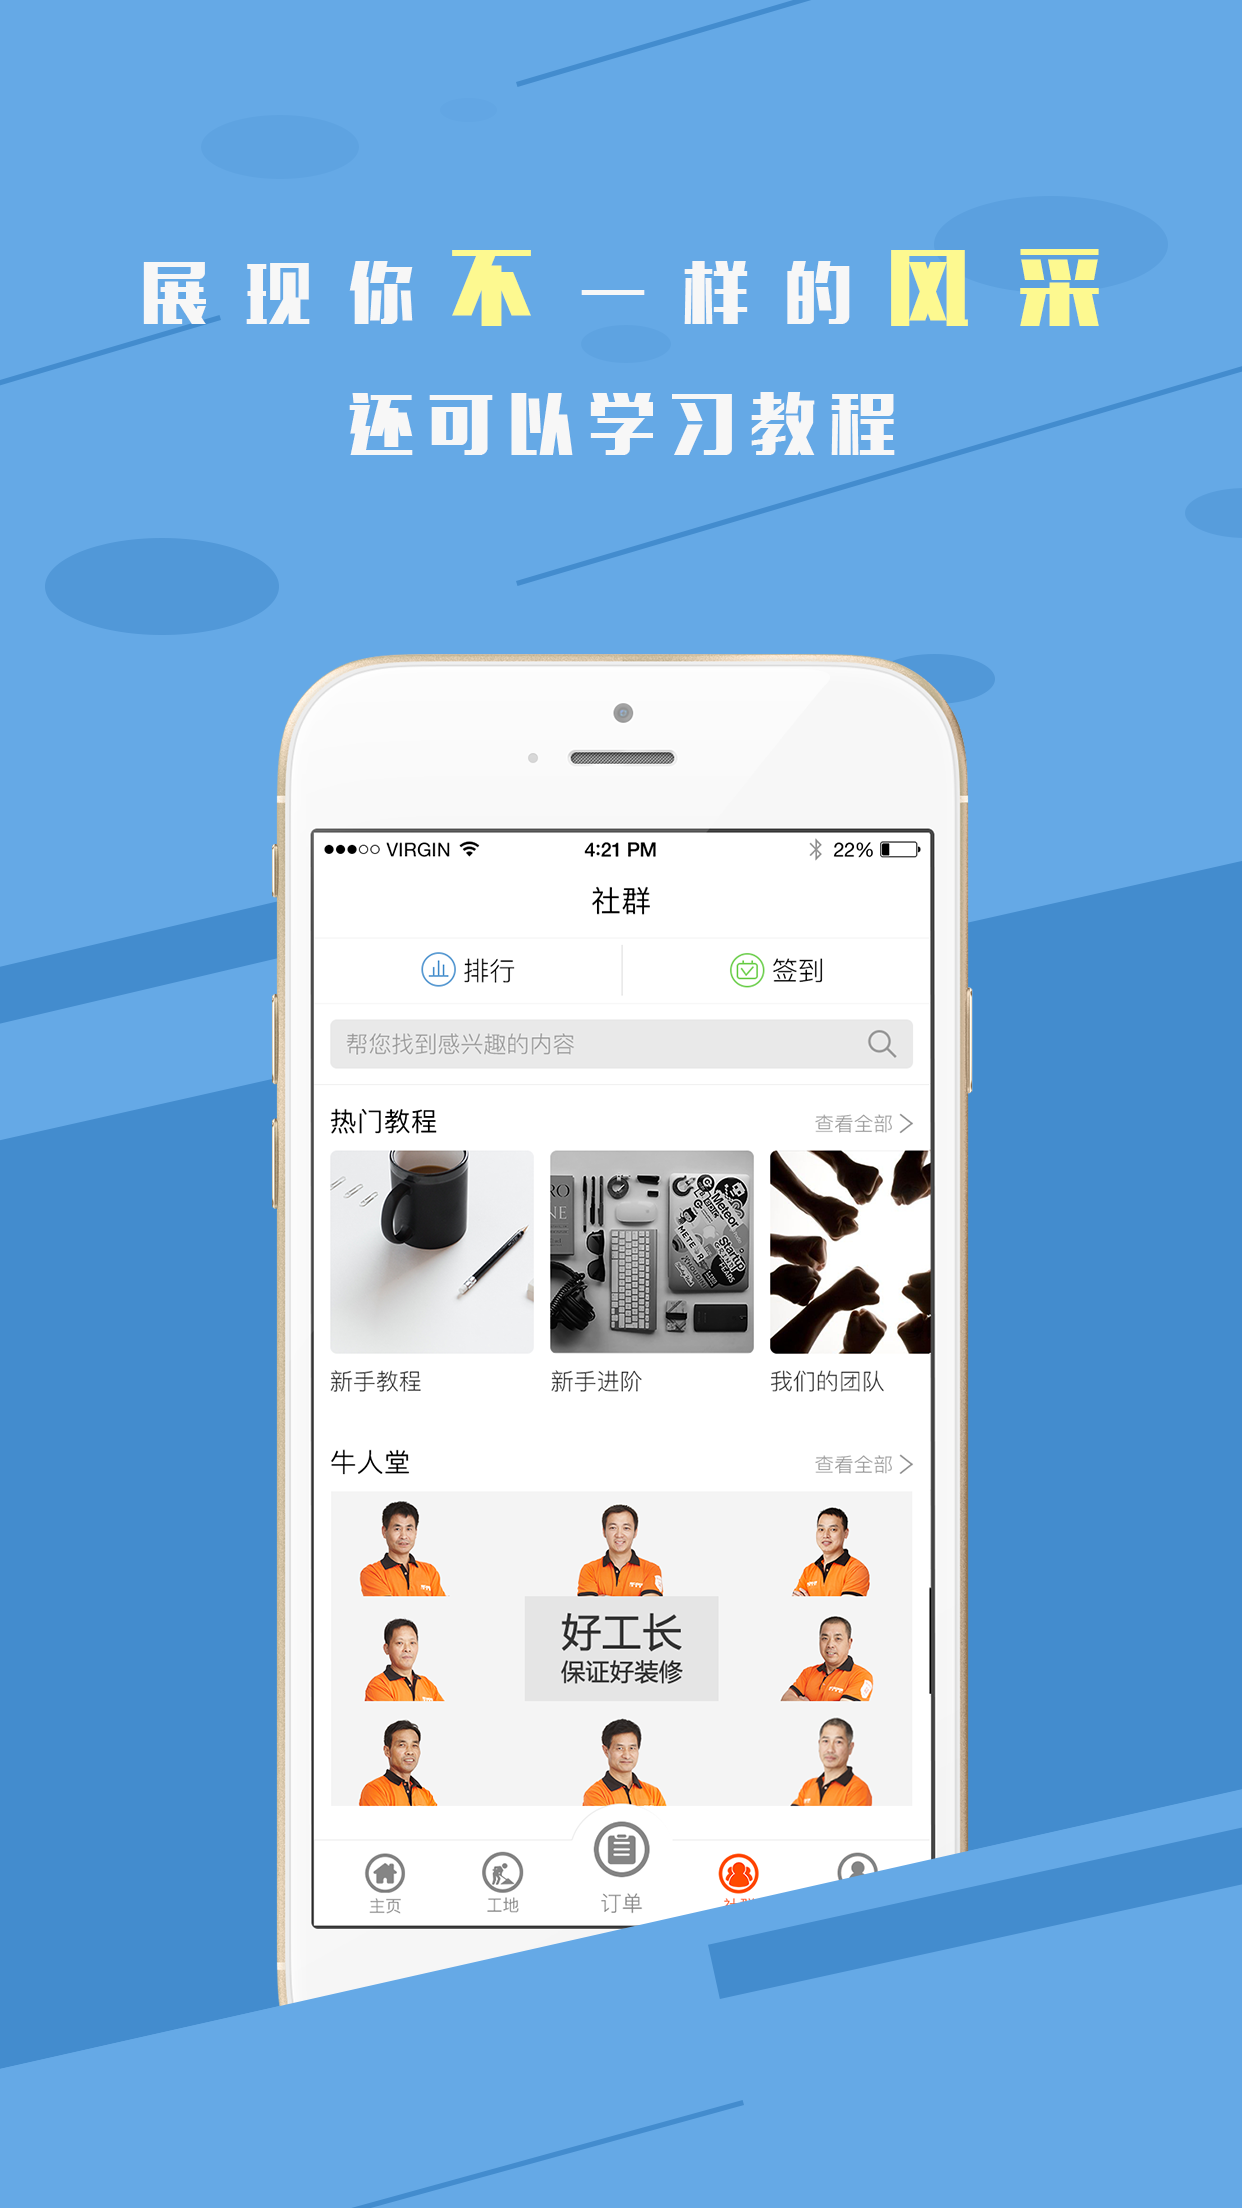 展现你不一样的风采
还可以学习教程
VIRGIN 4:21 PM 22%
社群
排行 签到
帮您找到感兴趣的内容
热门教程 查看全部
Meteor
Startup
新手教程 新手进阶 我们的团队
牛人堂 查看全部
好工长
保证好装修
主页 工地 订单 社群